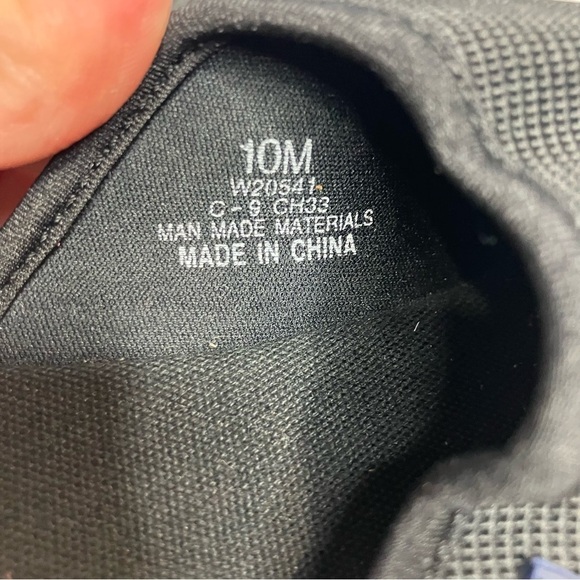 10M
W20541
C - 9 CH33
MAN MADE MATERIALS
MADE IN CHINA